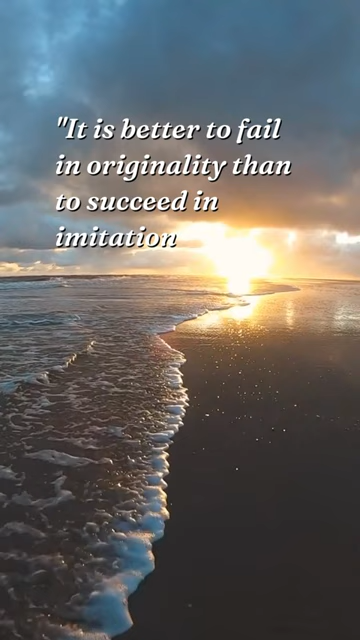 "It is better to fail
in originality than
to succeed in
imitation